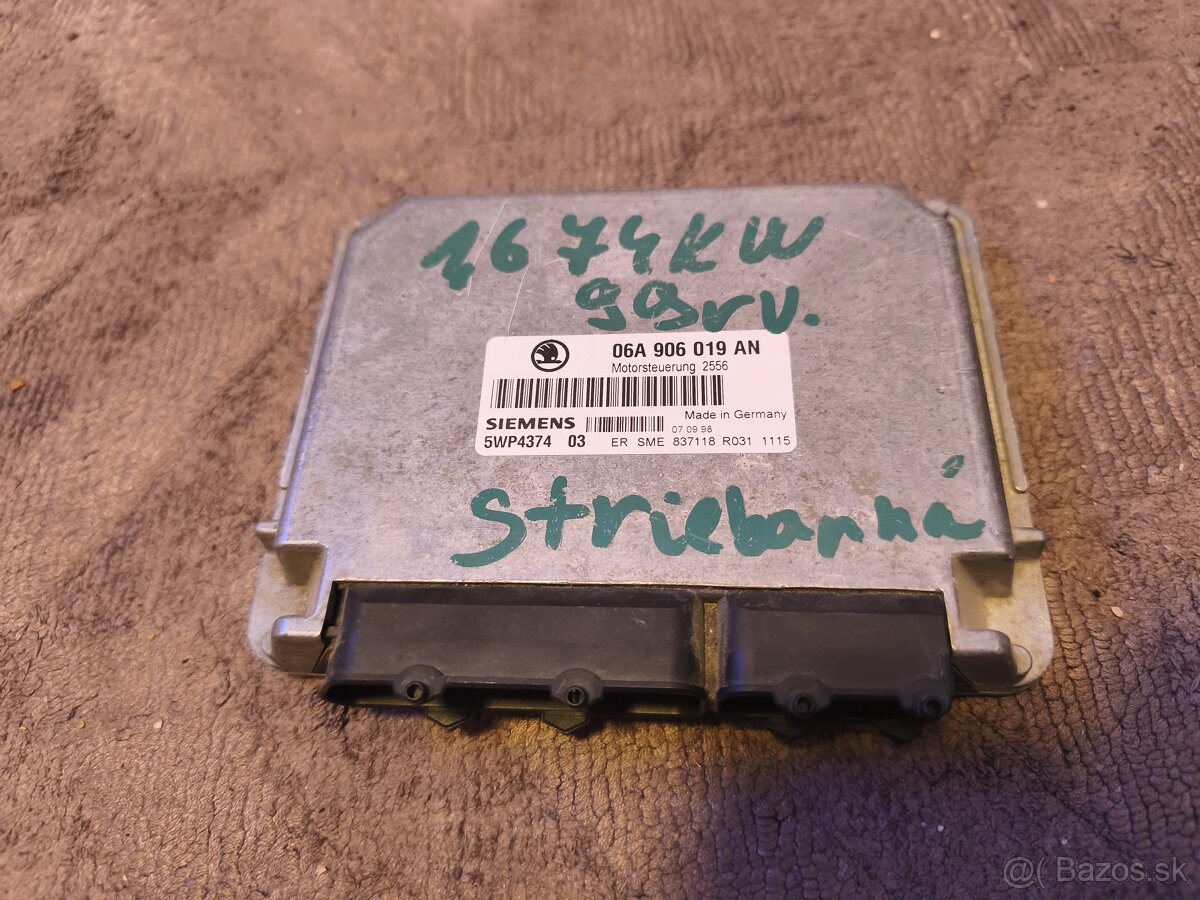 16 74kW
99rv.
06A 906 019 AN
Motorsteuerung 2556
Made in Germany
SIEMENS
07 09 98
5WP4374 03 ER SME 837118 R031 1115
Striebarná
@( Bazos.sk